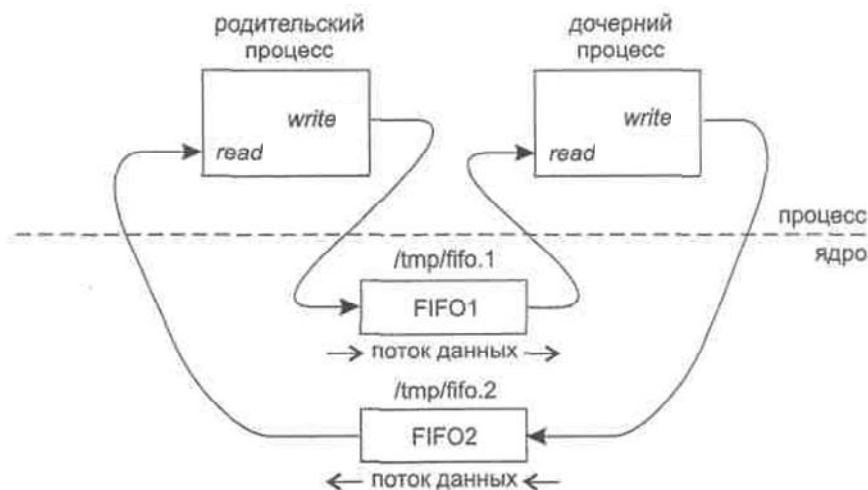 родительский
процесс
дочерний
процесс
write
read
write
read
процесс
ядро
/tmp/fifo.1
FIFO1
поток данных
/tmp/fifo.2
FIFO2
поток данных